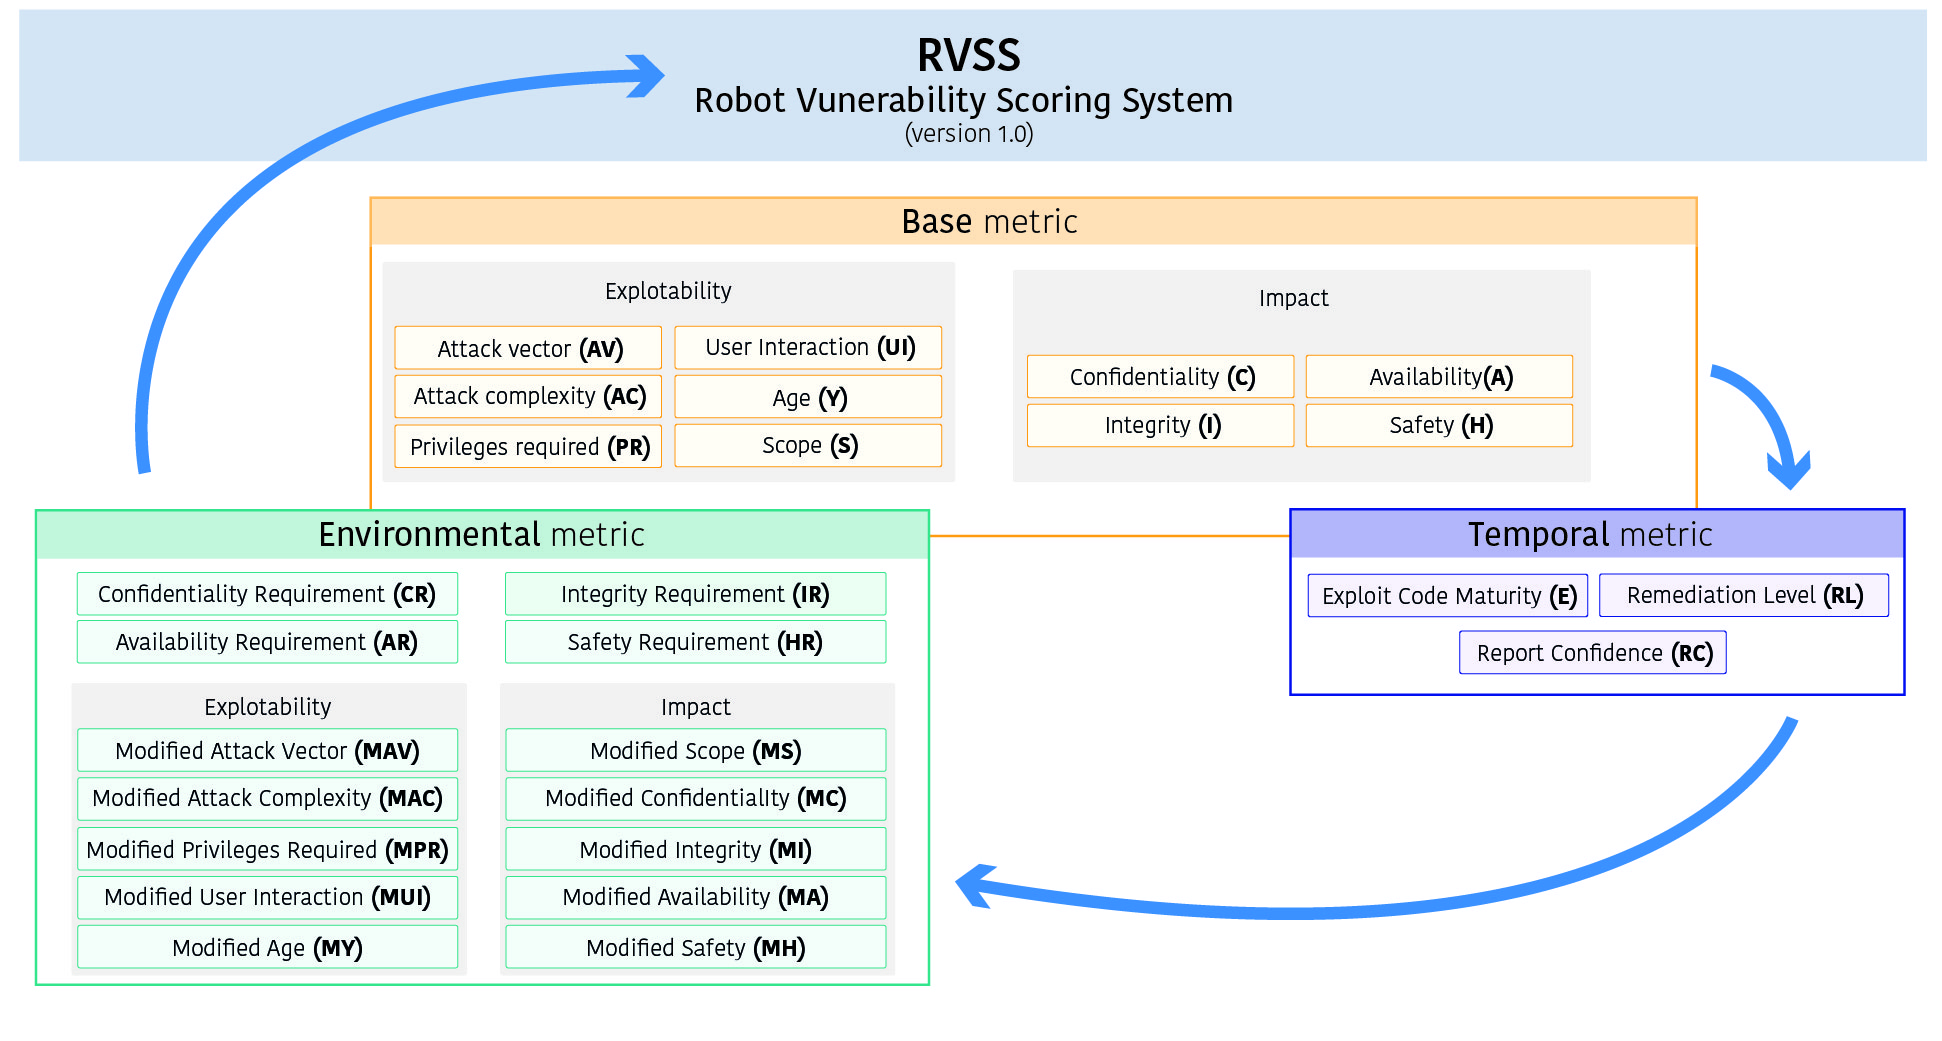 RVSS
Robot Vunerability Scoring System
(version 1.0)
Base metric
Explotability
Attack vector (AV)
User Interaction (UI)
Attack complexity (AC)
Age (Y)
Privileges required (PR)
Scope (S)
Impact
Confidentiality (C)
Availability(A)
Integrity (I)
Safety (H)
Environmental metric
Confidentiality Requirement (CR)
Integrity Requirement (IR)
Availability Requirement (AR)
Safety Requirement (HR)
Explotability
Modified Attack Vector (MAV)
Modified Attack Complexity (MAC)
Modified Privileges Required (MPR)
Modified User Interaction (MUI)
Modified Age (MY)
Impact
Modified Scope (MS)
Modified ConfidentialIty (MC)
Modified Integrity (MI)
Modified Availability (MA)
Modified Safety (MH)
Temporal metric
Exploit Code Maturity (E)
Remediation Level (RL)
Report Confidence (RC)